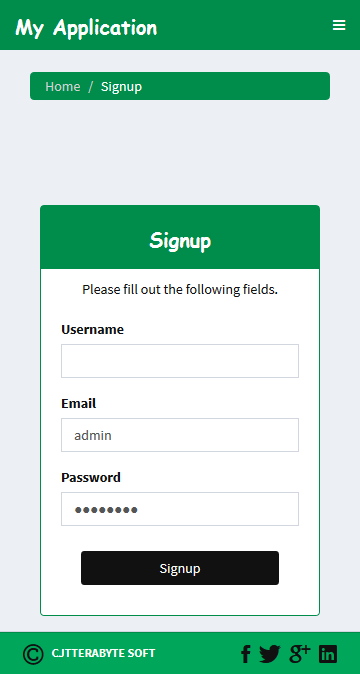 My Application
Home / Signup
Signup
Please fill out the following fields.
Username
Email
admin
Password
••••••••
Signup
© CJTTERABYTE SOFT